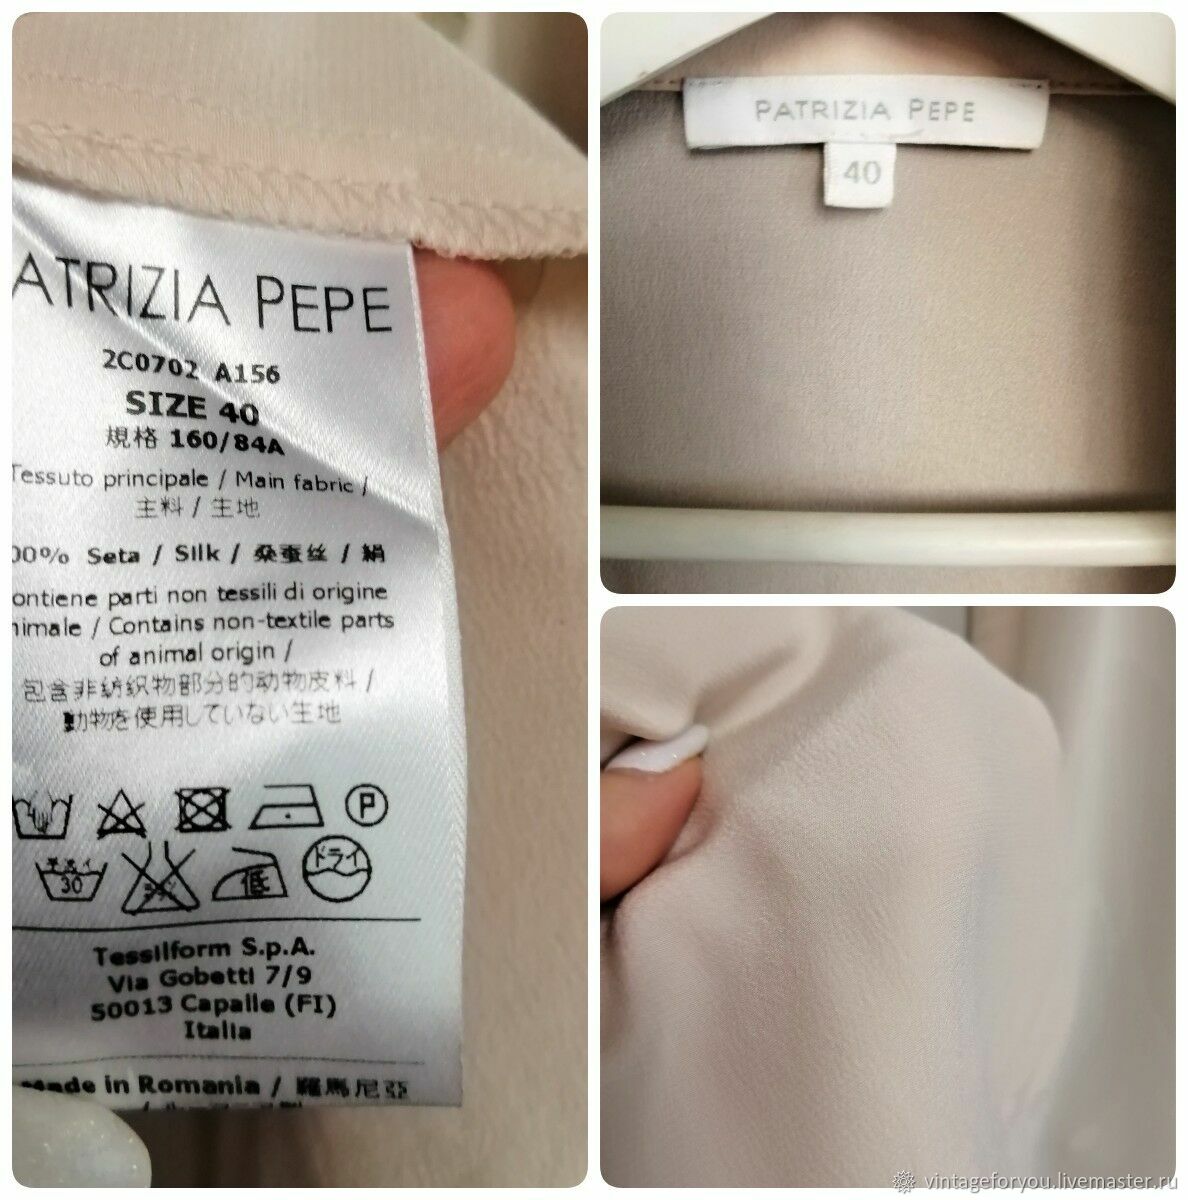 ATRIZIA PEPE
2C0702 A156
SIZE 40
規格 160/84A
Tessuto principale / Main fabric /
主料 / 生地
00% Seta / Silk / 桑蚕丝 / 絹
ontiene parti non tessili di origine
nimale / Contains non-textile parts
of animal origin /
包含非纺织物部分的动物皮料 /
動物を使用していない生地
P
30
低
ドライ
Tessilform S.p.A.
Via Gobetti 7/9
50013 Capalle (FI)
Italia
Made in Romania / 羅馬尼亞
PATRIZIA PEPE
40
vintageforyou.livemaster.ru